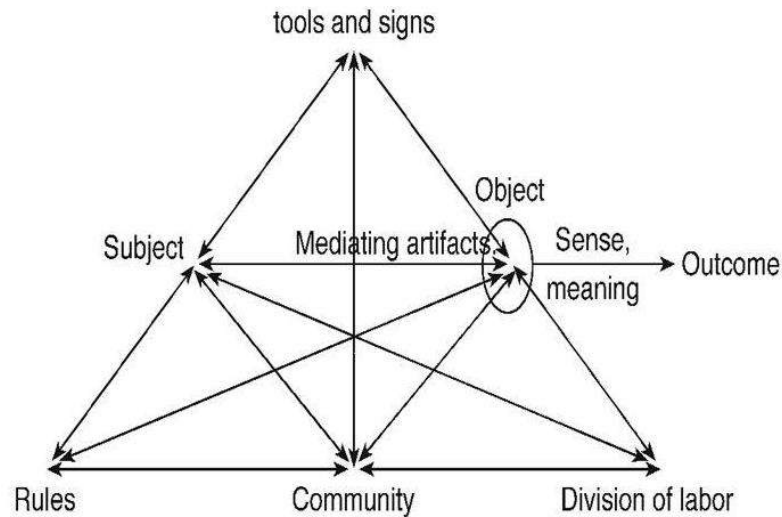 tools and signs
Object
Subject
Mediating artifacts,
Sense,
meaning
Outcome
Rules
Community
Division of labor